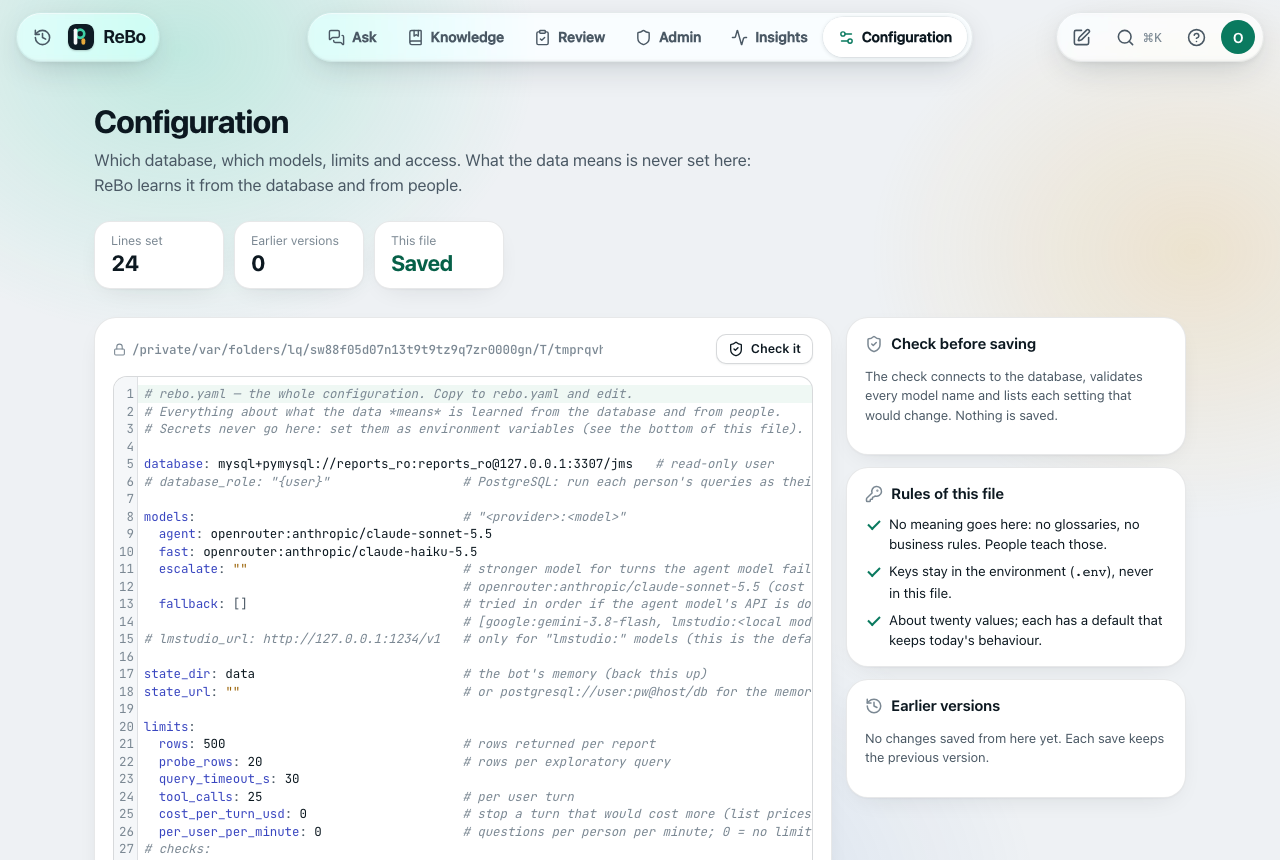 ReBo
Ask
Knowledge
Review
Admin
Insights
Configuration
⌘K
O
Configuration
Which database, which models, limits and access. What the data means is never set here:
ReBo learns it from the database and from people.
Lines set
24
Earlier versions
0
This file
Saved
/private/var/folders/lq/sw88f05d07n13t9t9tz9q7zr0000gn/T/tmprqvh
Check it
1 # rebo.yaml — the whole configuration. Copy to rebo.yaml and edit.
2 # Everything about what the data *means* is learned from the database and from people.
3 # Secrets never go here: set them as environment variables (see the bottom of this file).
4
5 database: mysql+pymysql://reports_ro:reports_ro@127.0.0.1:3307/jms # read-only user
6 # database_role: "{user}" # PostgreSQL: run each person's queries as thei
7
8 models: # "<provider>:<model>"
9 agent: openrouter:anthropic/claude-sonnet-5.5
10 fast: openrouter:anthropic/claude-haiku-5.5
11 escalate: "" # stronger model for turns the agent model fail
12 # openrouter:anthropic/claude-sonnet-5.5 (cost
13 fallback: [] # tried in order if the agent model's API is do
14 # [google:gemini-3.8-flash, lmstudio:<local mod
15 # lmstudio_url: http://127.0.0.1:1234/v1 # only for "lmstudio:" models (this is the defa
16
17 state_dir: data # the bot's memory (back this up)
18 state_url: "" # or postgresql://user:pw@host/db for the memor
19
20 limits:
21 rows: 500 # rows returned per report
22 probe_rows: 20 # rows per exploratory query
23 query_timeout_s: 30
24 tool_calls: 25 # per user turn
25 cost_per_turn_usd: 0 # stop a turn that would cost more (list prices
26 per_user_per_minute: 0 # questions per person per minute; 0 = no limit
27 # checks:
Check before saving
The check connects to the database, validates
every model name and lists each setting that
would change. Nothing is saved.
Rules of this file
No meaning goes here: no glossaries, no
business rules. People teach those.
Keys stay in the environment (.env), never
in this file.
About twenty values; each has a default that
keeps today's behaviour.
Earlier versions
No changes saved from here yet. Each save keeps
the previous version.